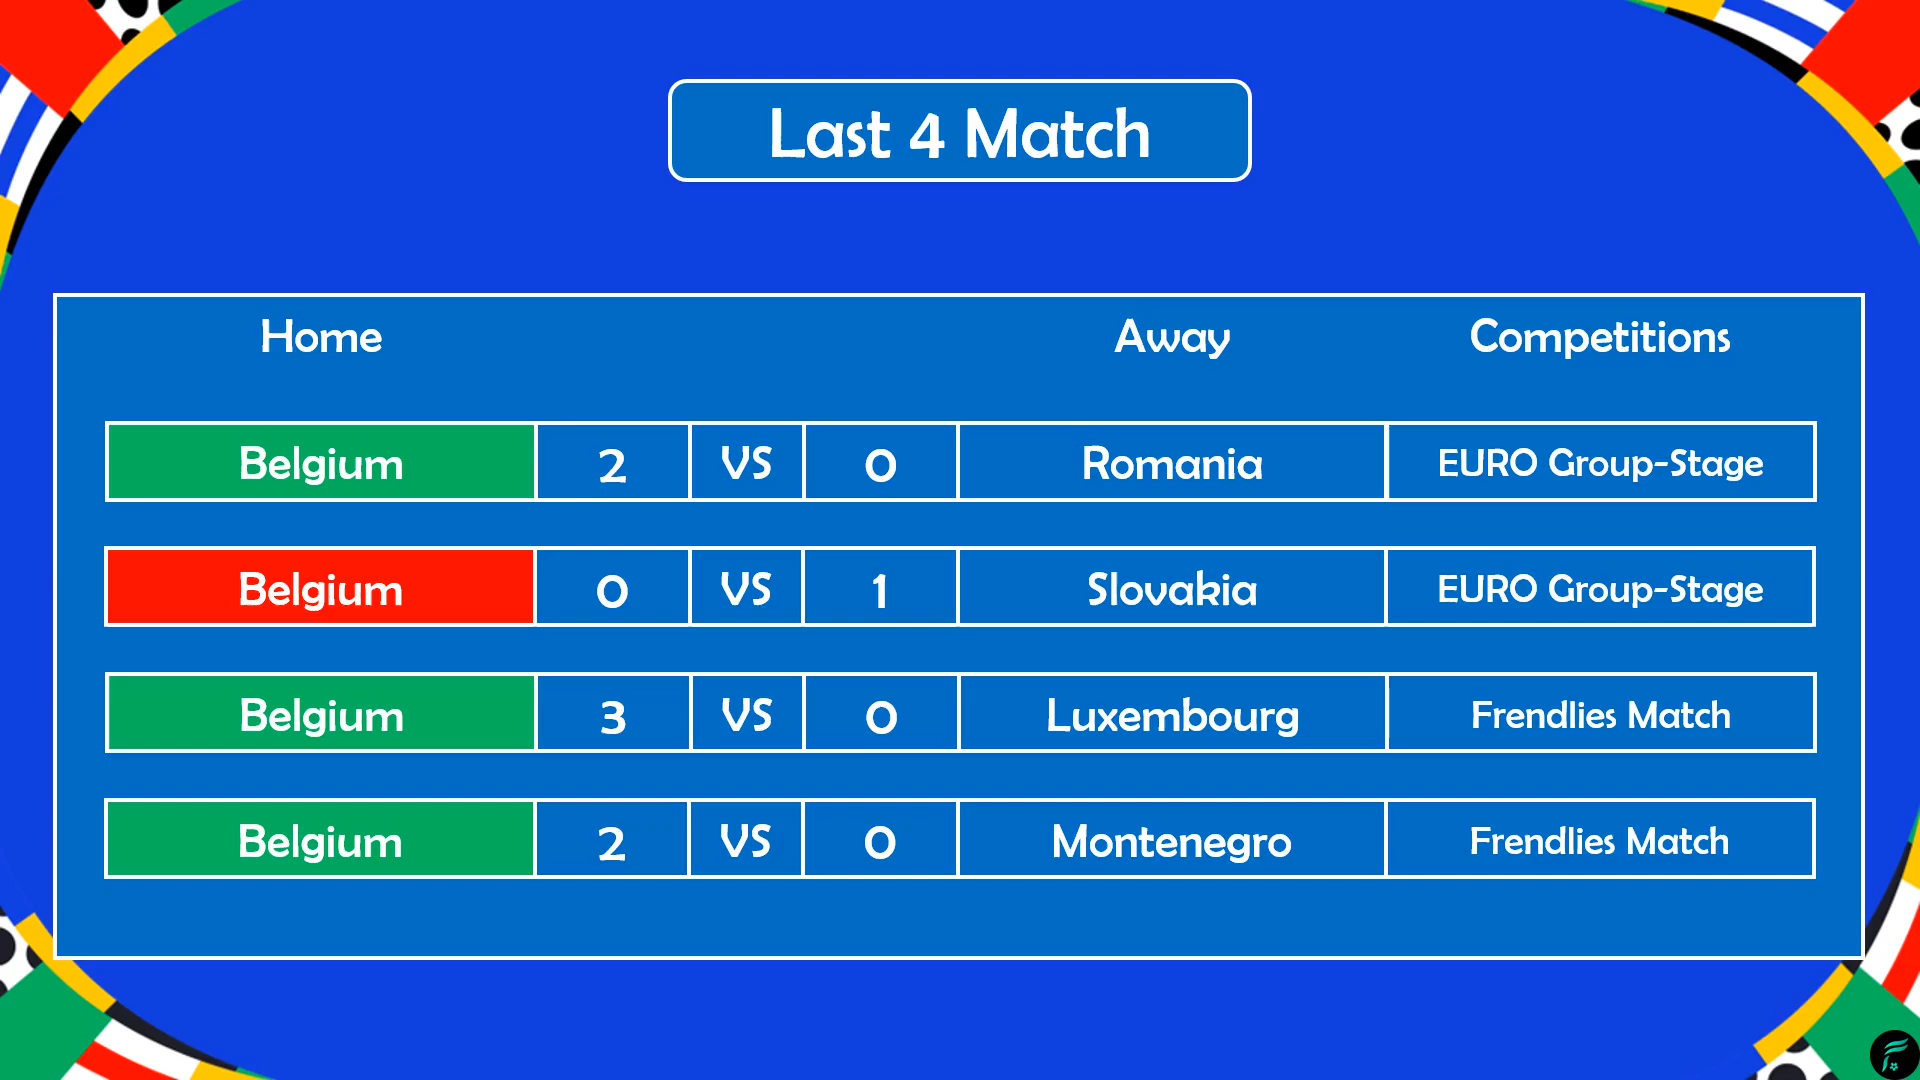 Last 4 Match
Home Away Competitions
Belgium 2 VS 0 Romania EURO Group-Stage
Belgium 0 VS 1 Slovakia EURO Group-Stage
Belgium 3 VS 0 Luxembourg Frendlies Match
Belgium 2 VS 0 Montenegro Frendlies Match